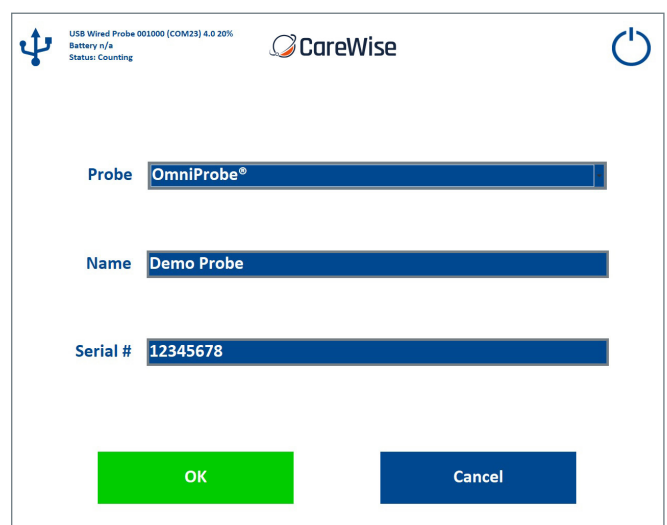 USB Wired Probe 001000 (COM23) 4.0 20%
Battery n/a
Status: Counting
CareWise
Probe OmniProbe®
Name Demo Probe
Serial # 12345678
OK Cancel